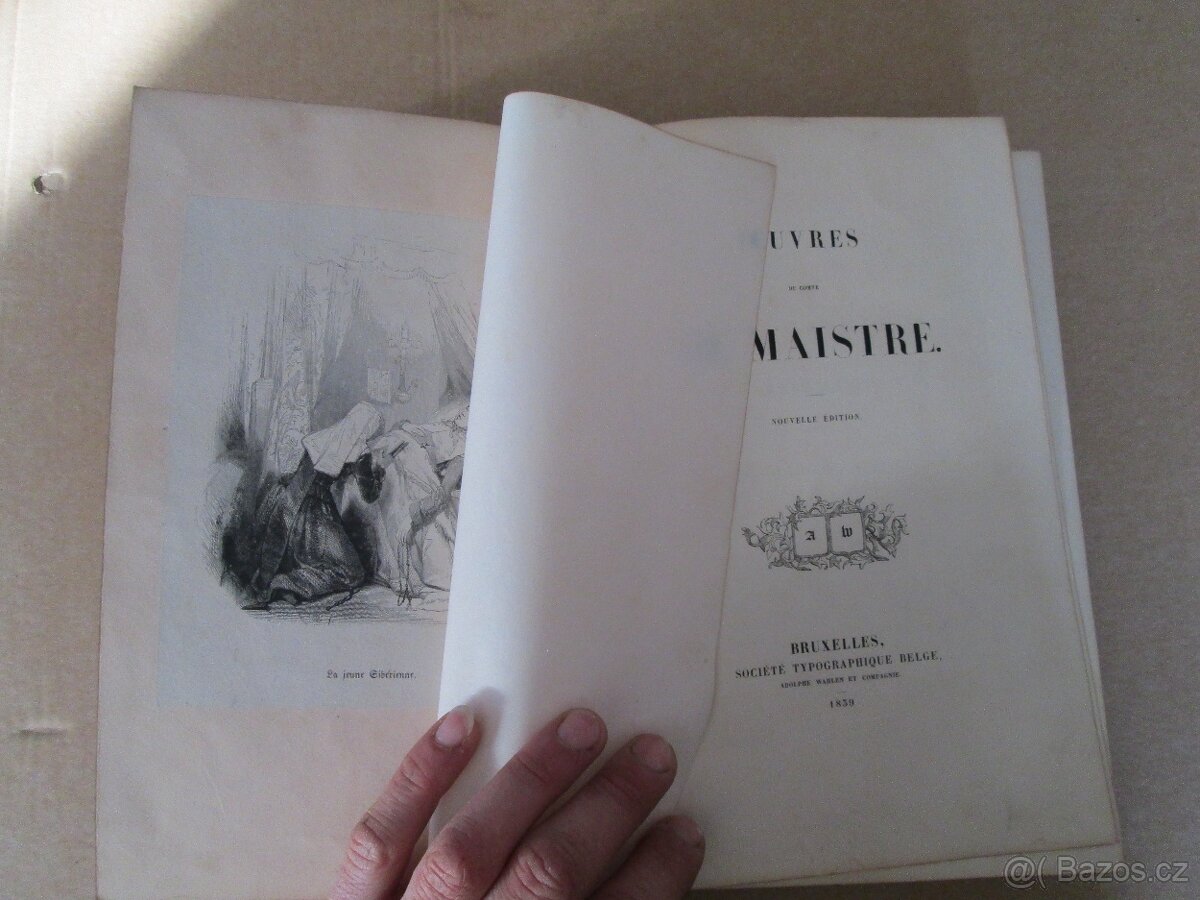 La jeune Sibérienne.
UVRES
DU COMTE
MAISTRE.
NOUVELLE ÉDITION.
A W
BRUXELLES,
SOCIÉTÉ TYPOGRAPHIQUE BELGE,
ADOLPHE WAHLEN ET COMPAGNIE
1839
@( Bazos.cz